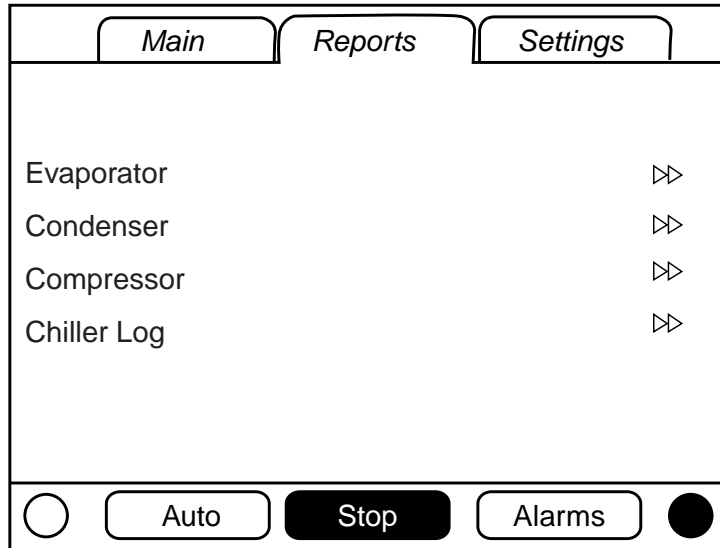 Main Reports Settings
Evaporator
Condenser
Compressor
Chiller Log
Auto Stop Alarms